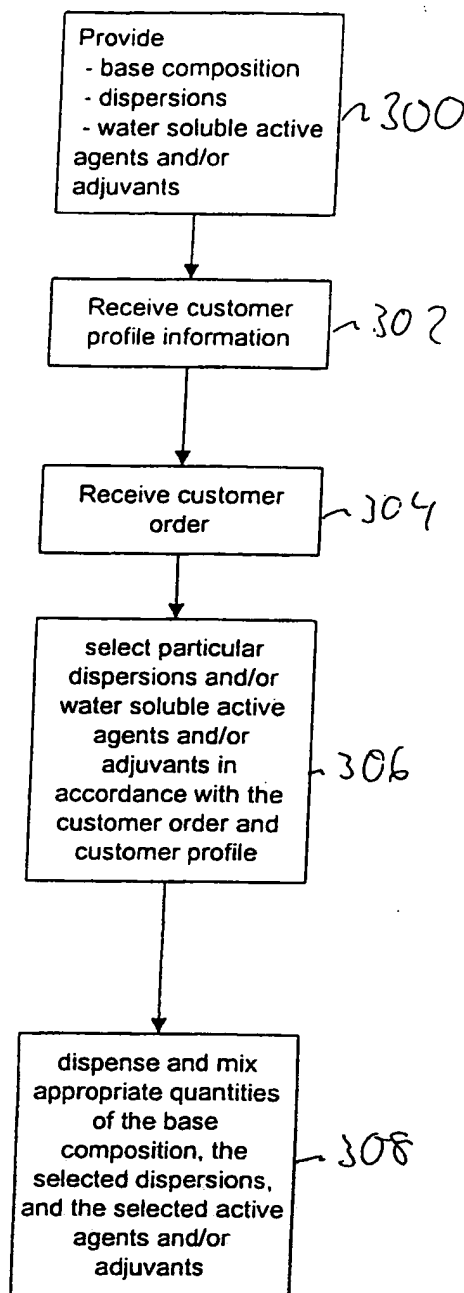 Provide
- base composition
- dispersions
- water soluble active
agents and/or
adjuvants
300
Receive customer
profile information
302
Receive customer
order
304
select particular
dispersions and/or
water soluble active
agents and/or
adjuvants in
accordance with the
customer order and
customer profile
306
dispense and mix
appropriate quantities
of the base
composition, the
selected dispersions,
and the selected active
agents and/or
adjuvants
308